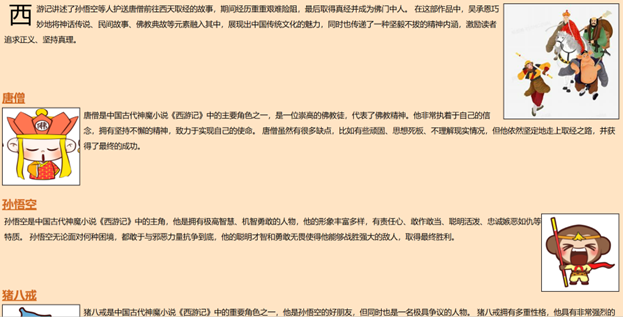 西游记讲述了孙悟空等人护送唐僧前往西天取经的故事，期间经历重重艰难险阻，最后取得真经并成为佛门中人。 在这部作品中，吴承恩巧
妙地将神话传说、民间故事、佛教典故等元素融入其中，展现出中国传统文化的魅力，同时也传递了一种坚毅不拔的精神内涵，激励读者
追求正义、坚持真理。
唐僧
唐僧是中国古代神魔小说《西游记》中的主要角色之一，是一位崇高的佛教徒，代表了佛教精神。他非常执着于自己的信
念，拥有坚持不懈的精神，致力于实现自己的使命。 唐僧虽然有很多缺点，比如有些顽固、思想死板、不理解现实情况，但他依然坚定地走上取经之路，并获
得了最终的成功。
孙悟空
孙悟空是中国古代神魔小说《西游记》中的主角，他是拥有极高智慧、机智勇敢的人物，他的形象丰富多样，有责任心、敢作敢当、聪明活泼、忠诚嫉恶如仇等
特质。 孙悟空无论面对何种困境，都敢于与邪恶力量抗争到底，他的聪明才智和勇敢无畏使得他能够战胜强大的敌人，取得最终胜利。
猪八戒
猪八戒是中国古代神魔小说《西游记》中的重要角色之一，他是孙悟空的好朋友，但同时也是一名极具争议的人物。 猪八戒拥有多重性格，他具有非常强烈的